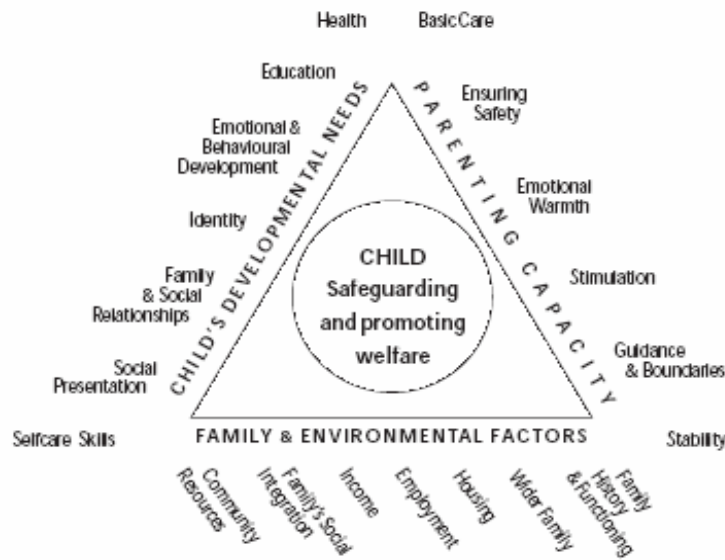 Health
Basic Care
Education
Ensuring
Safety
Emotional &
Behavioural
Development
Emotional
Warmth
Identity
Stimulation
Family
& Social
Relationships
Guidance
& Boundaries
Social
Presentation
Selfcare Skills
Stability
CHILD'S DEVELOPMENTAL NEEDS
PARENTING CAPACITY
CHILD
Safeguarding
and promoting
welfare
FAMILY & ENVIRONMENTAL FACTORS
Community
Resources
Family's Social
Integration
Income
Employment
Housing
Wider Family
Family
History
& Functioning